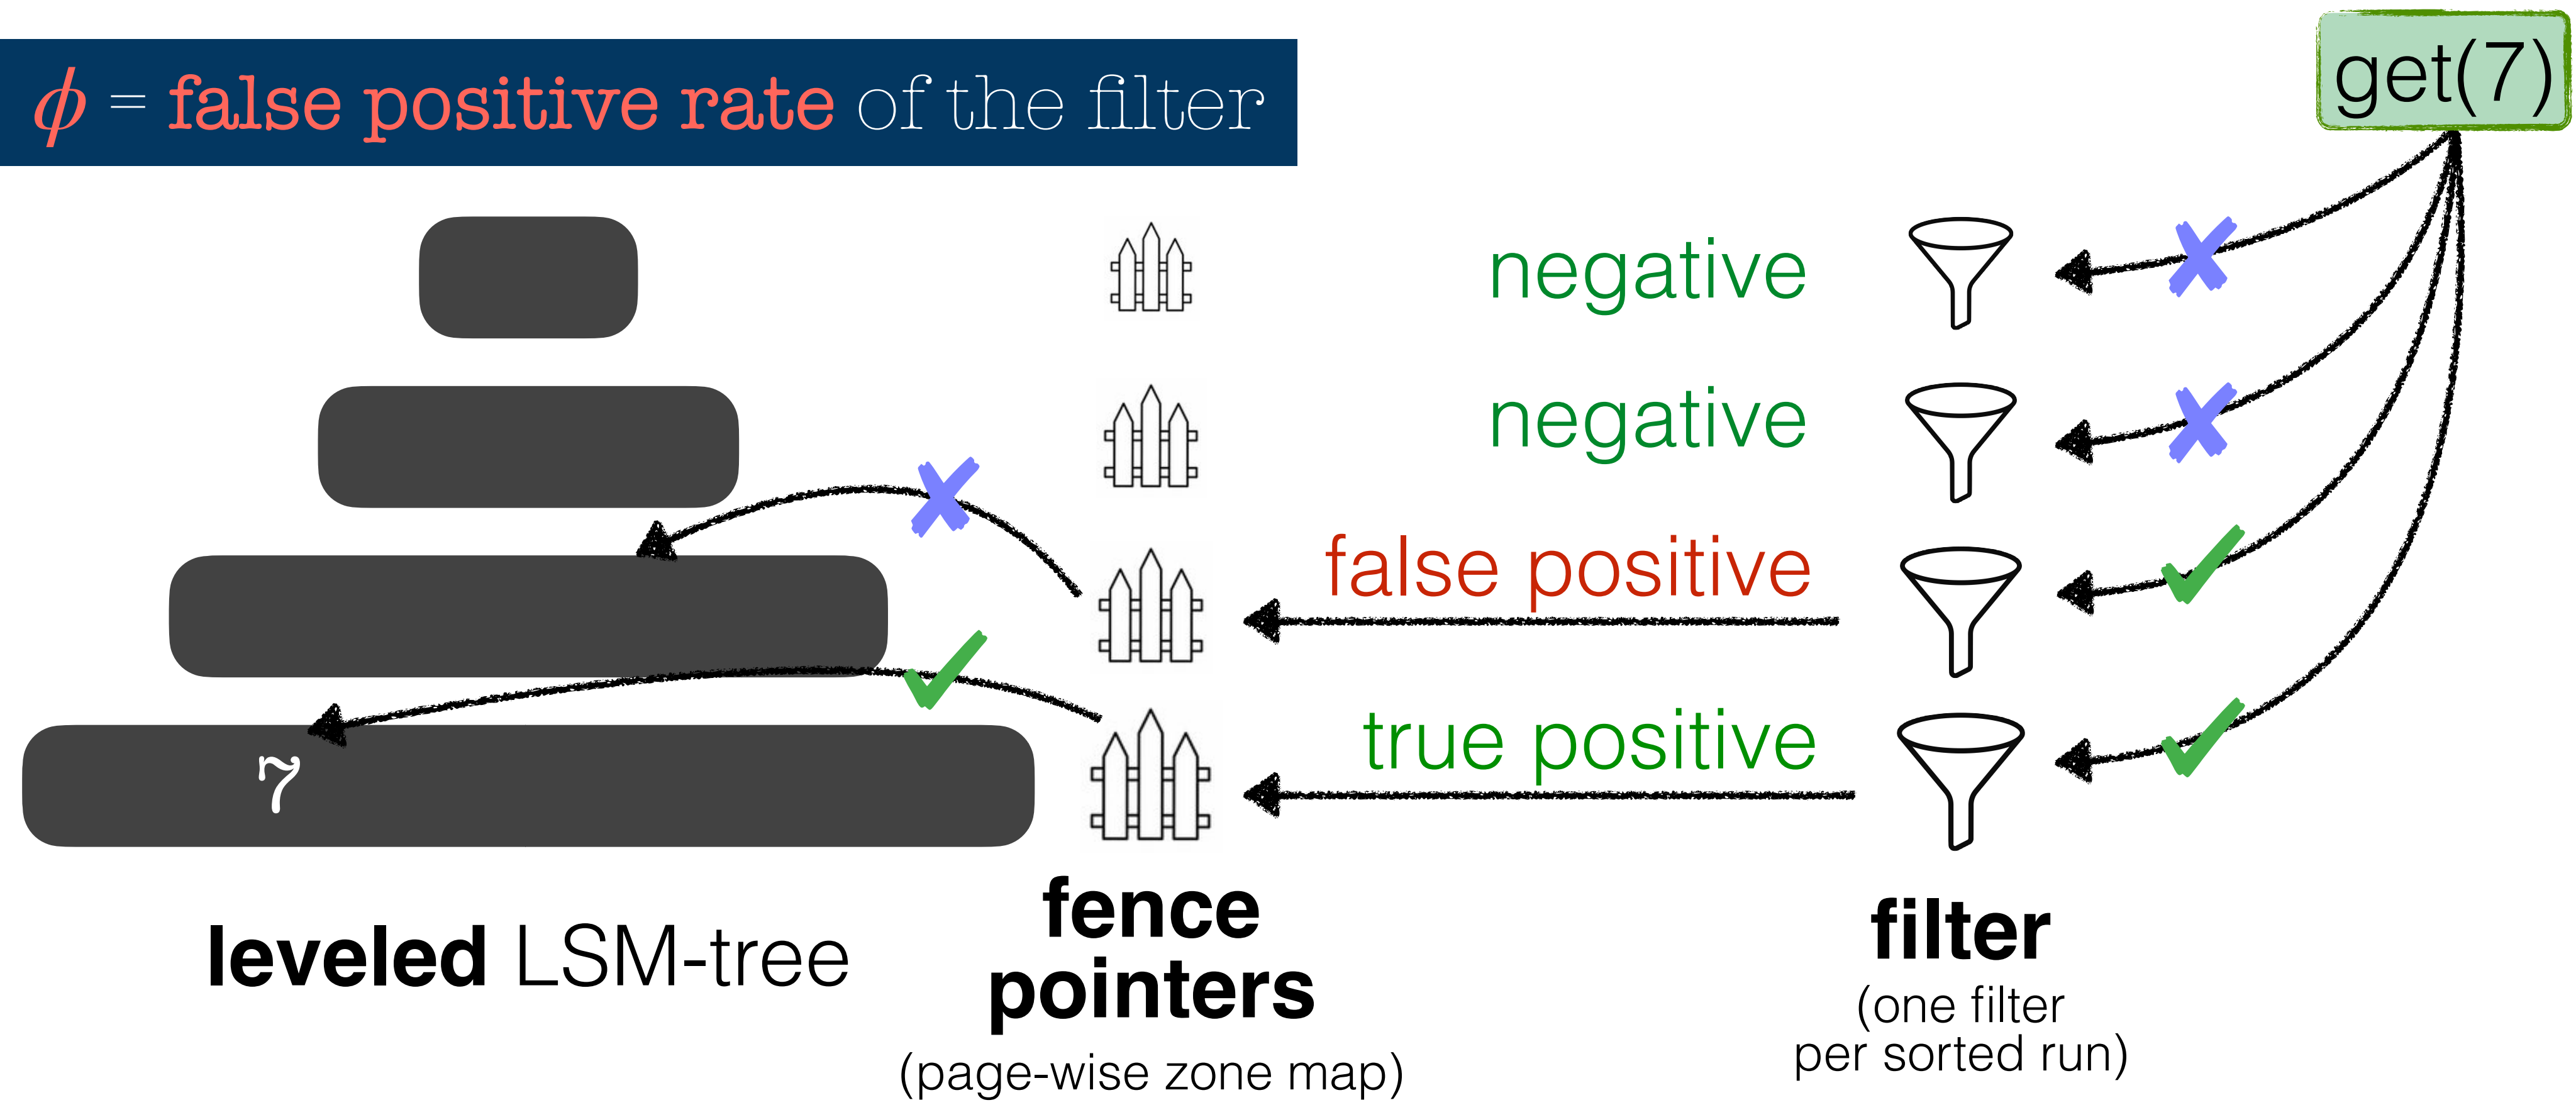 ϕ = false positive rate of the filter
get(7)
negative
negative
false positive
true positive
7
leveled LSM-tree
fence
pointers
(page-wise zone map)
filter
(one filter
per sorted run)